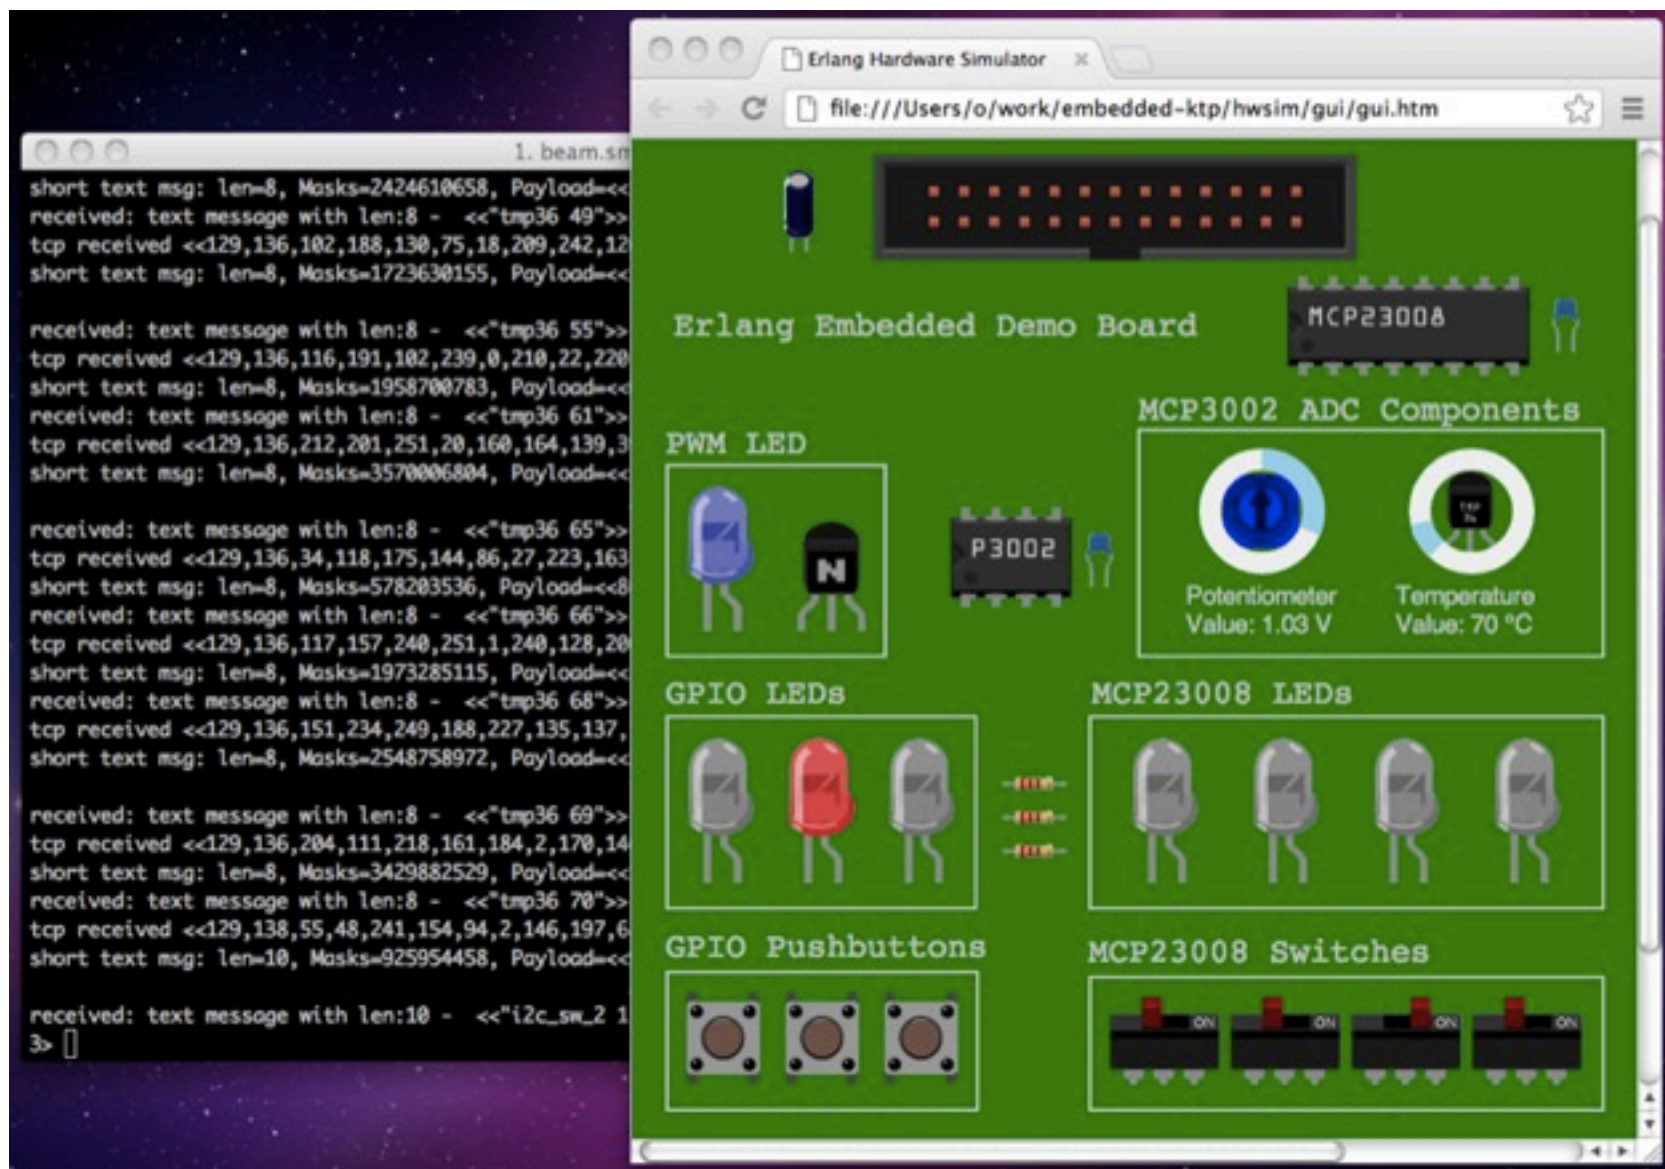 1. beam.sm
short text msg: len=8, Masks=2424610658, Payload=<<
received: text message with len:8 -  <<"tmp36 49">>
tcp received <<129,136,102,188,130,75,18,209,242,12
short text msg: len=8, Masks=1723630155, Payload=<<
received: text message with len:8 -  <<"tmp36 55">>
tcp received <<129,136,116,191,102,239,0,210,22,220
short text msg: len=8, Masks=1958700783, Payload=<<
received: text message with len:8 -  <<"tmp36 61">>
tcp received <<129,136,212,201,251,20,160,164,139,3
short text msg: len=8, Masks=3570006804, Payload=<<
received: text message with len:8 -  <<"tmp36 65">>
tcp received <<129,136,34,118,175,144,86,27,223,163
short text msg: len=8, Masks=578203536, Payload=<<8
received: text message with len:8 -  <<"tmp36 66">>
tcp received <<129,136,117,157,240,251,1,240,128,20
short text msg: len=8, Masks=1973285115, Payload=<<
received: text message with len:8 -  <<"tmp36 68">>
tcp received <<129,136,151,234,249,188,227,135,137,
short text msg: len=8, Masks=2548758972, Payload=<<
received: text message with len:8 -  <<"tmp36 69">>
tcp received <<129,136,204,111,218,161,184,2,170,14
short text msg: len=8, Masks=3429882529, Payload=<<
received: text message with len:8 -  <<"tmp36 70">>
tcp received <<129,138,55,48,241,154,94,2,146,197,6
short text msg: len=10, Masks=925954458, Payload=<<
received: text message with len:10 -  <<"i2c_sw_2 1
3>
Erlang Hardware Simulator
file:///Users/o/work/embedded-ktp/hwsim/gui/gui.htm
Erlang Embedded Demo Board
MCP23008
MCP3002 ADC Components
PWM LED
N
P3002
Potentiometer
Value: 1.03 V
Temperature
Value: 70 °C
GPIO LEDs
MCP23008 LEDs
GPIO Pushbuttons
MCP23008 Switches
ON
ON
ON
ON